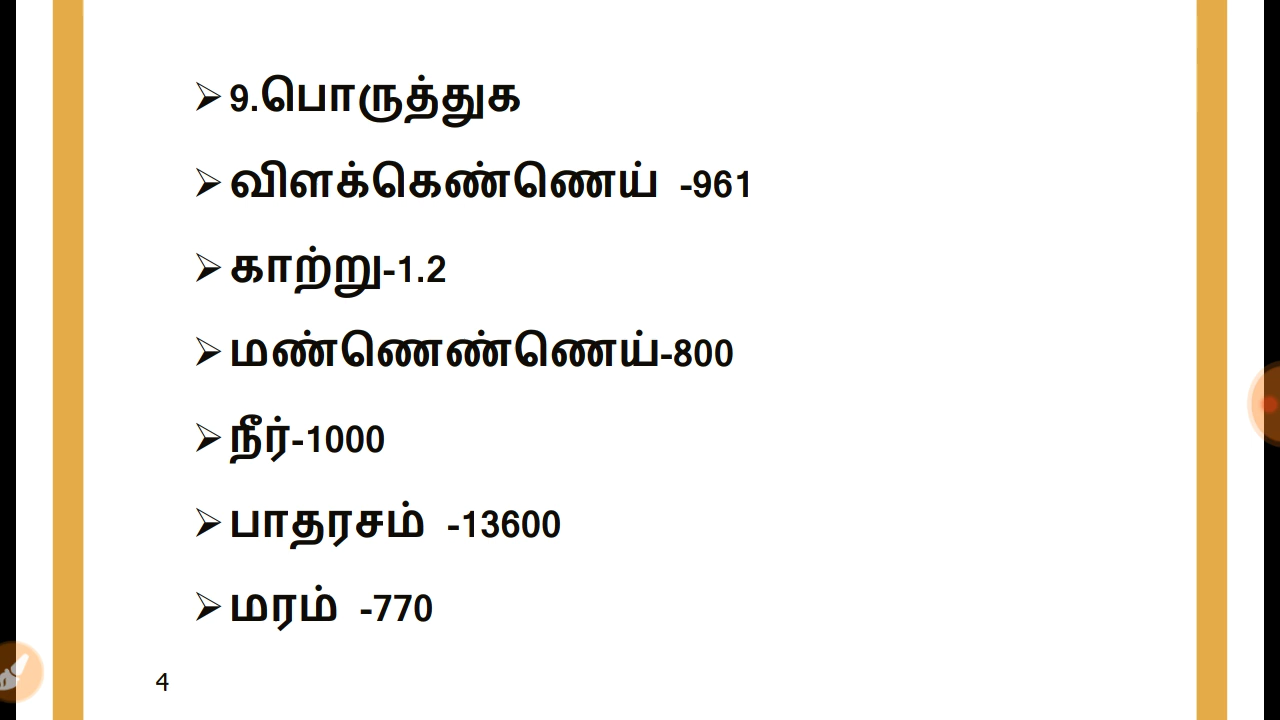 ➢9.பொருத்துக
➢விளக்கெண்ணெய் -961
➢காற்று-1.2
➢மண்ணெண்ணெய்-800
➢நீர்-1000
➢பாதரசம் -13600
➢மரம் -770
4